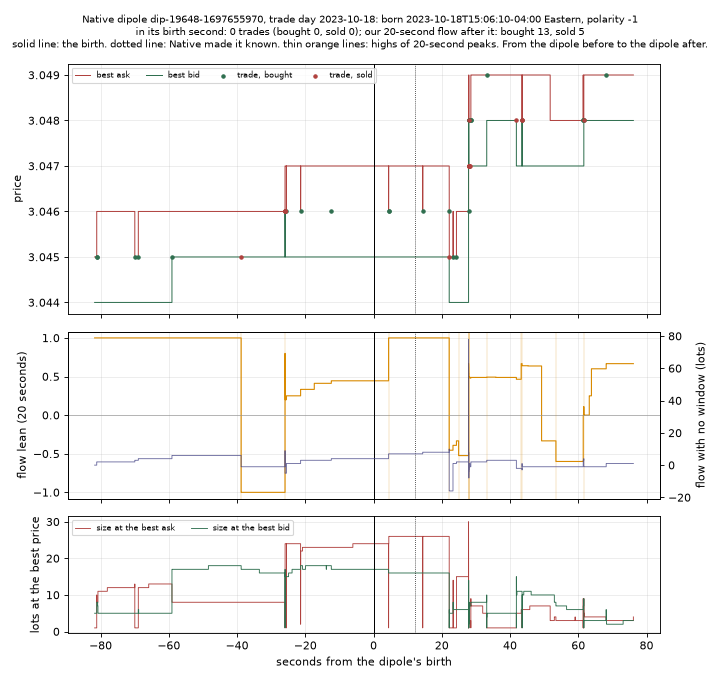 Native dipole dip-19648-1697655970, trade day 2023-10-18: born 2023-10-18T15:06:10-04:00 Eastern, polarity -1
in its birth second: 0 trades (bought 0, sold 0); our 20-second flow after it: bought 13, sold 5
solid line: the birth. dotted line: Native made it known. thin orange lines: highs of 20-second peaks. From the dipole before to the dipole after.
best ask
best bid
trade, bought
trade, sold
3.049
3.048
3.047
3.046
3.045
3.044
price
1.0
0.5
0.0
−0.5
−1.0
flow lean (20 seconds)
80
60
40
20
0
−20
flow with no window (lots)
size at the best ask
size at the best bid
30
20
10
0
lots at the best price
−80
−60
−40
−20
0
20
40
60
80
seconds from the dipole's birth